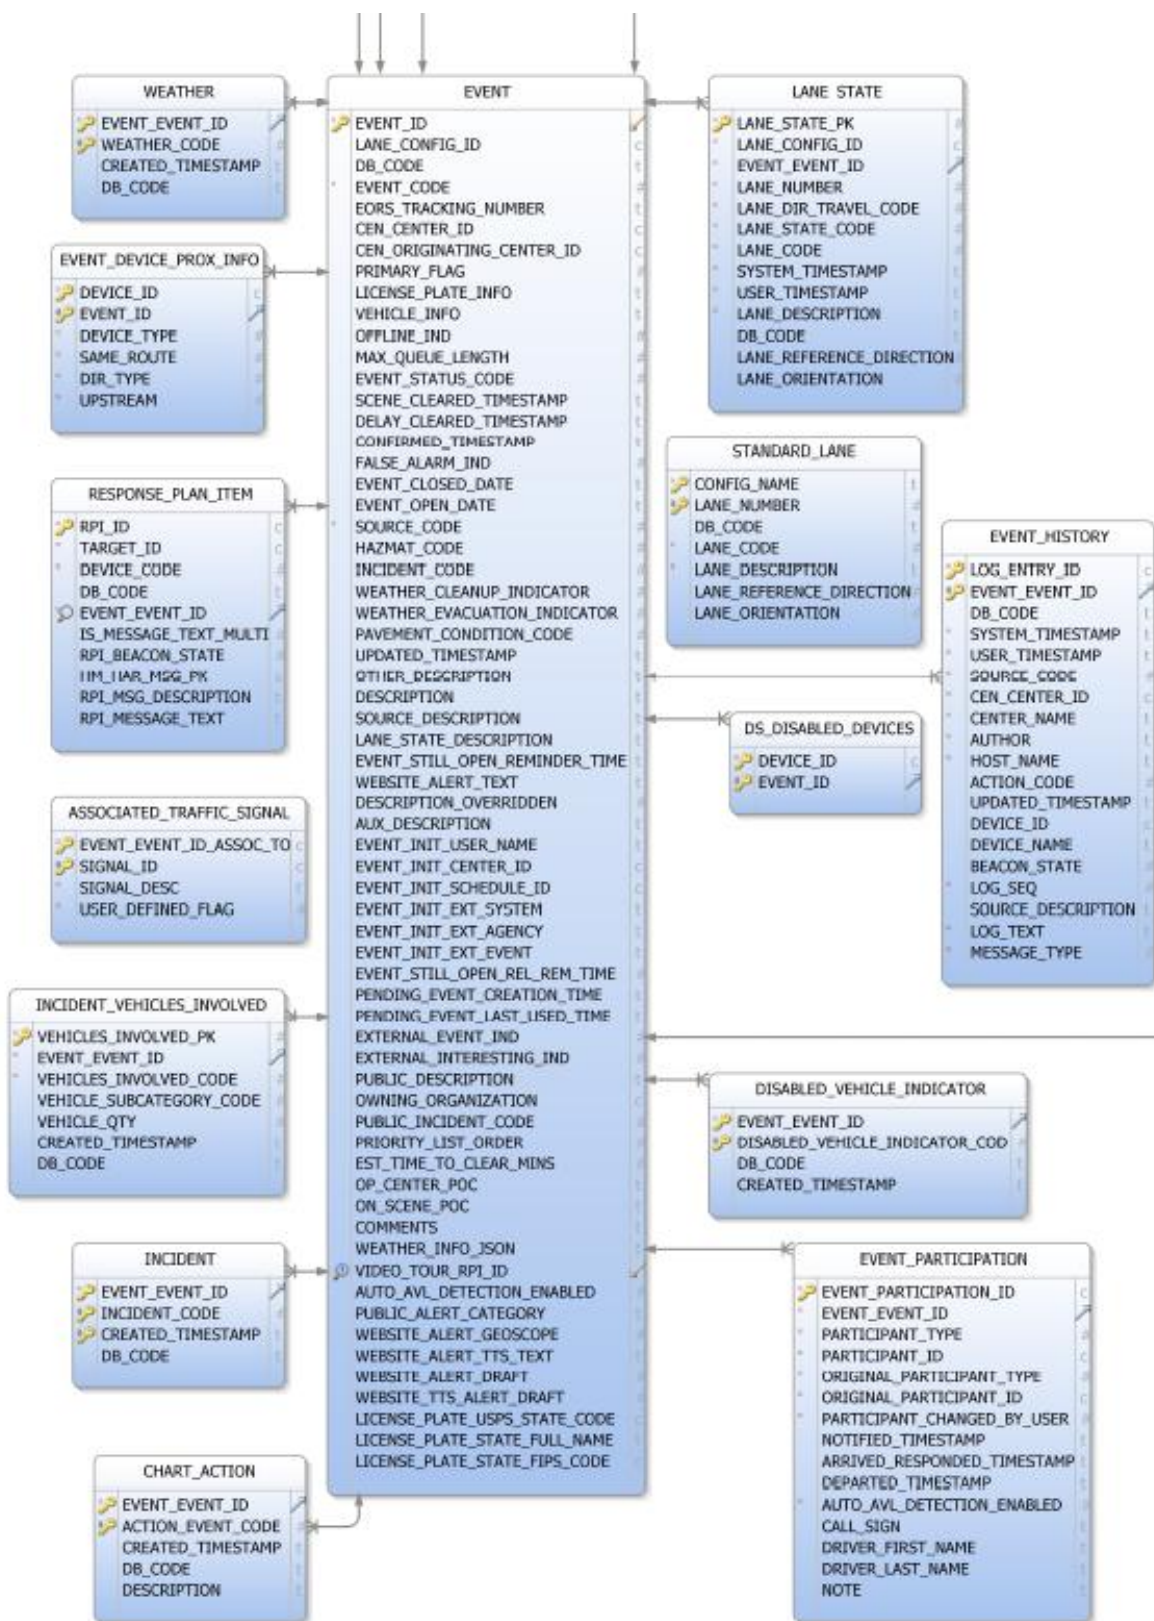 WEATHER
EVENT_EVENT_ID
WEATHER_CODE
CREATED_TIMESTAMP
DB_CODE
EVENT_DEVICE_PROX_INFO
DEVICE_ID
EVENT_ID
DEVICE_TYPE
SAME_ROUTE
DIR_TYPE
UPSTREAM
RESPONSE_PLAN_ITEM
RPI_ID
TARGET_ID
DEVICE_CODE
DB_CODE
EVENT_EVENT_ID
IS_MESSAGE_TEXT_MULTI
RPI_BEACON_STATE
HM_HAR_MSG_PK
RPI_MSG_DESCRIPTION
RPI_MESSAGE_TEXT
ASSOCIATED_TRAFFIC_SIGNAL
EVENT_EVENT_ID_ASSOC_TO
SIGNAL_ID
SIGNAL_DESC
USER_DEFINED_FLAG
INCIDENT_VEHICLES_INVOLVED
VEHICLES_INVOLVED_PK
EVENT_EVENT_ID
VEHICLES_INVOLVED_CODE
VEHICLE_SUBCATEGORY_CODE
VEHICLE_QTY
CREATED_TIMESTAMP
DB_CODE
INCIDENT
EVENT_EVENT_ID
INCIDENT_CODE
CREATED_TIMESTAMP
DB_CODE
CHART_ACTION
EVENT_EVENT_ID
ACTION_EVENT_CODE
CREATED_TIMESTAMP
DB_CODE
DESCRIPTION
EVENT
EVENT_ID
LANE_CONFIG_ID
DB_CODE
EVENT_CODE
EORS_TRACKING_NUMBER
CEN_CENTER_ID
CEN_ORIGINATING_CENTER_ID
PRIMARY_FLAG
LICENSE_PLATE_INFO
VEHICLE_INFO
OFFLINE_IND
MAX_QUEUE_LENGTH
EVENT_STATUS_CODE
SCENE_CLEARED_TIMESTAMP
DELAY_CLEARED_TIMESTAMP
CONFIRMED_TIMESTAMP
FALSE_ALARM_IND
EVENT_CLOSED_DATE
EVENT_OPEN_DATE
SOURCE_CODE
HAZMAT_CODE
INCIDENT_CODE
WEATHER_CLEANUP_INDICATOR
WEATHER_EVACUATION_INDICATOR
PAVEMENT_CONDITION_CODE
UPDATED_TIMESTAMP
OTHER_DESCRIPTION
DESCRIPTION
SOURCE_DESCRIPTION
LANE_STATE_DESCRIPTION
EVENT_STILL_OPEN_REMINDER_TIME
WEBSITE_ALERT_TEXT
DESCRIPTION_OVERRIDDEN
AUX_DESCRIPTION
EVENT_INIT_USER_NAME
EVENT_INIT_CENTER_ID
EVENT_INIT_SCHEDULE_ID
EVENT_INIT_EXT_SYSTEM
EVENT_INIT_EXT_AGENCY
EVENT_INIT_EXT_EVENT
EVENT_STILL_OPEN_REL_REM_TIME
PENDING_EVENT_CREATION_TIME
PENDING_EVENT_LAST_USED_TIME
EXTERNAL_EVENT_IND
EXTERNAL_INTERESTING_IND
PUBLIC_DESCRIPTION
OWNING_ORGANIZATION
PUBLIC_INCIDENT_CODE
PRIORITY_LIST_ORDER
EST_TIME_TO_CLEAR_MINS
OP_CENTER_POC
ON_SCENE_POC
COMMENTS
WEATHER_INFO_JSON
VIDEO_TOUR_RPI_ID
AUTO_AVL_DETECTION_ENABLED
PUBLIC_ALERT_CATEGORY
WEBSITE_ALERT_GEOSCOPE
WEBSITE_ALERT_TTS_TEXT
WEBSITE_ALERT_DRAFT
WEBSITE_TTS_ALERT_DRAFT
LICENSE_PLATE_USPS_STATE_CODE
LICENSE_PLATE_STATE_FULL_NAME
LICENSE_PLATE_STATE_FIPS_CODE
LANE STATE
LANE_STATE_PK
LANE_CONFIG_ID
EVENT_EVENT_ID
LANE_NUMBER
LANE_DIR_TRAVEL_CODE
LANE_STATE_CODE
LANE_CODE
SYSTEM_TIMESTAMP
USER_TIMESTAMP
LANE_DESCRIPTION
DB_CODE
LANE_REFERENCE_DIRECTION
LANE_ORIENTATION
STANDARD_LANE
CONFIG_NAME
LANE_NUMBER
DB_CODE
LANE_CODE
LANE_DESCRIPTION
LANE_REFERENCE_DIRECTION
LANE_ORIENTATION
EVENT_HISTORY
LOG_ENTRY_ID
EVENT_EVENT_ID
DB_CODE
SYSTEM_TIMESTAMP
USER_TIMESTAMP
SOURCE_CODE
CEN_CENTER_ID
CENTER_NAME
AUTHOR
HOST_NAME
ACTION_CODE
UPDATED_TIMESTAMP
DEVICE_ID
DEVICE_NAME
BEACON_STATE
LOG_SEQ
SOURCE_DESCRIPTION
LOG_TEXT
MESSAGE_TYPE
DS_DISABLED_DEVICES
DEVICE_ID
EVENT_ID
DISABLED_VEHICLE_INDICATOR
EVENT_EVENT_ID
DISABLED_VEHICLE_INDICATOR_COD
DB_CODE
CREATED_TIMESTAMP
EVENT_PARTICIPATION
EVENT_PARTICIPATION_ID
EVENT_EVENT_ID
PARTICIPANT_TYPE
PARTICIPANT_ID
ORIGINAL_PARTICIPANT_TYPE
ORIGINAL_PARTICIPANT_ID
PARTICIPANT_CHANGED_BY_USER
NOTIFIED_TIMESTAMP
ARRIVED_RESPONDED_TIMESTAMP
DEPARTED_TIMESTAMP
AUTO_AVL_DETECTION_ENABLED
CALL_SIGN
DRIVER_FIRST_NAME
DRIVER_LAST_NAME
NOTE